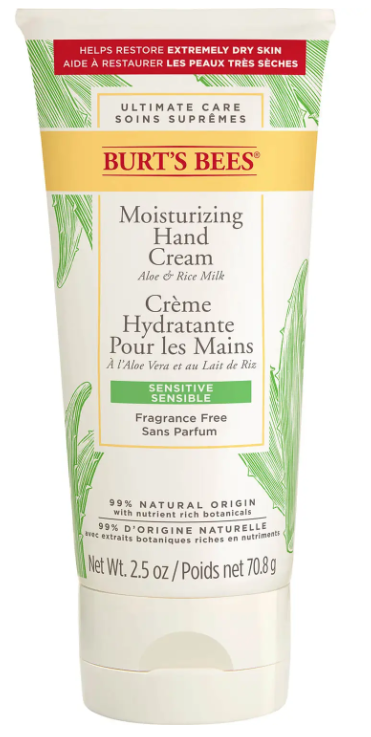 HELPS RESTORE EXTREMELY DRY SKIN
AIDE À RESTAURER LES PEAUX TRÈS SÈCHES
ULTIMATE CARE
SOINS SUPRÊMES
BURT'S BEES®
Moisturizing
Hand
Cream
Aloe & Rice Milk
Crème
Hydratante
Pour les Mains
À l'Aloe Vera et au Lait de Riz
SENSITIVE
SENSIBLE
Fragrance Free
Sans Parfum
99% NATURAL ORIGIN
with nutrient rich botanicals
99% D'ORIGINE NATURELLE
avec extraits botaniques riches en nutriments
Net Wt. 2.5 oz / Poids net 70.8 g